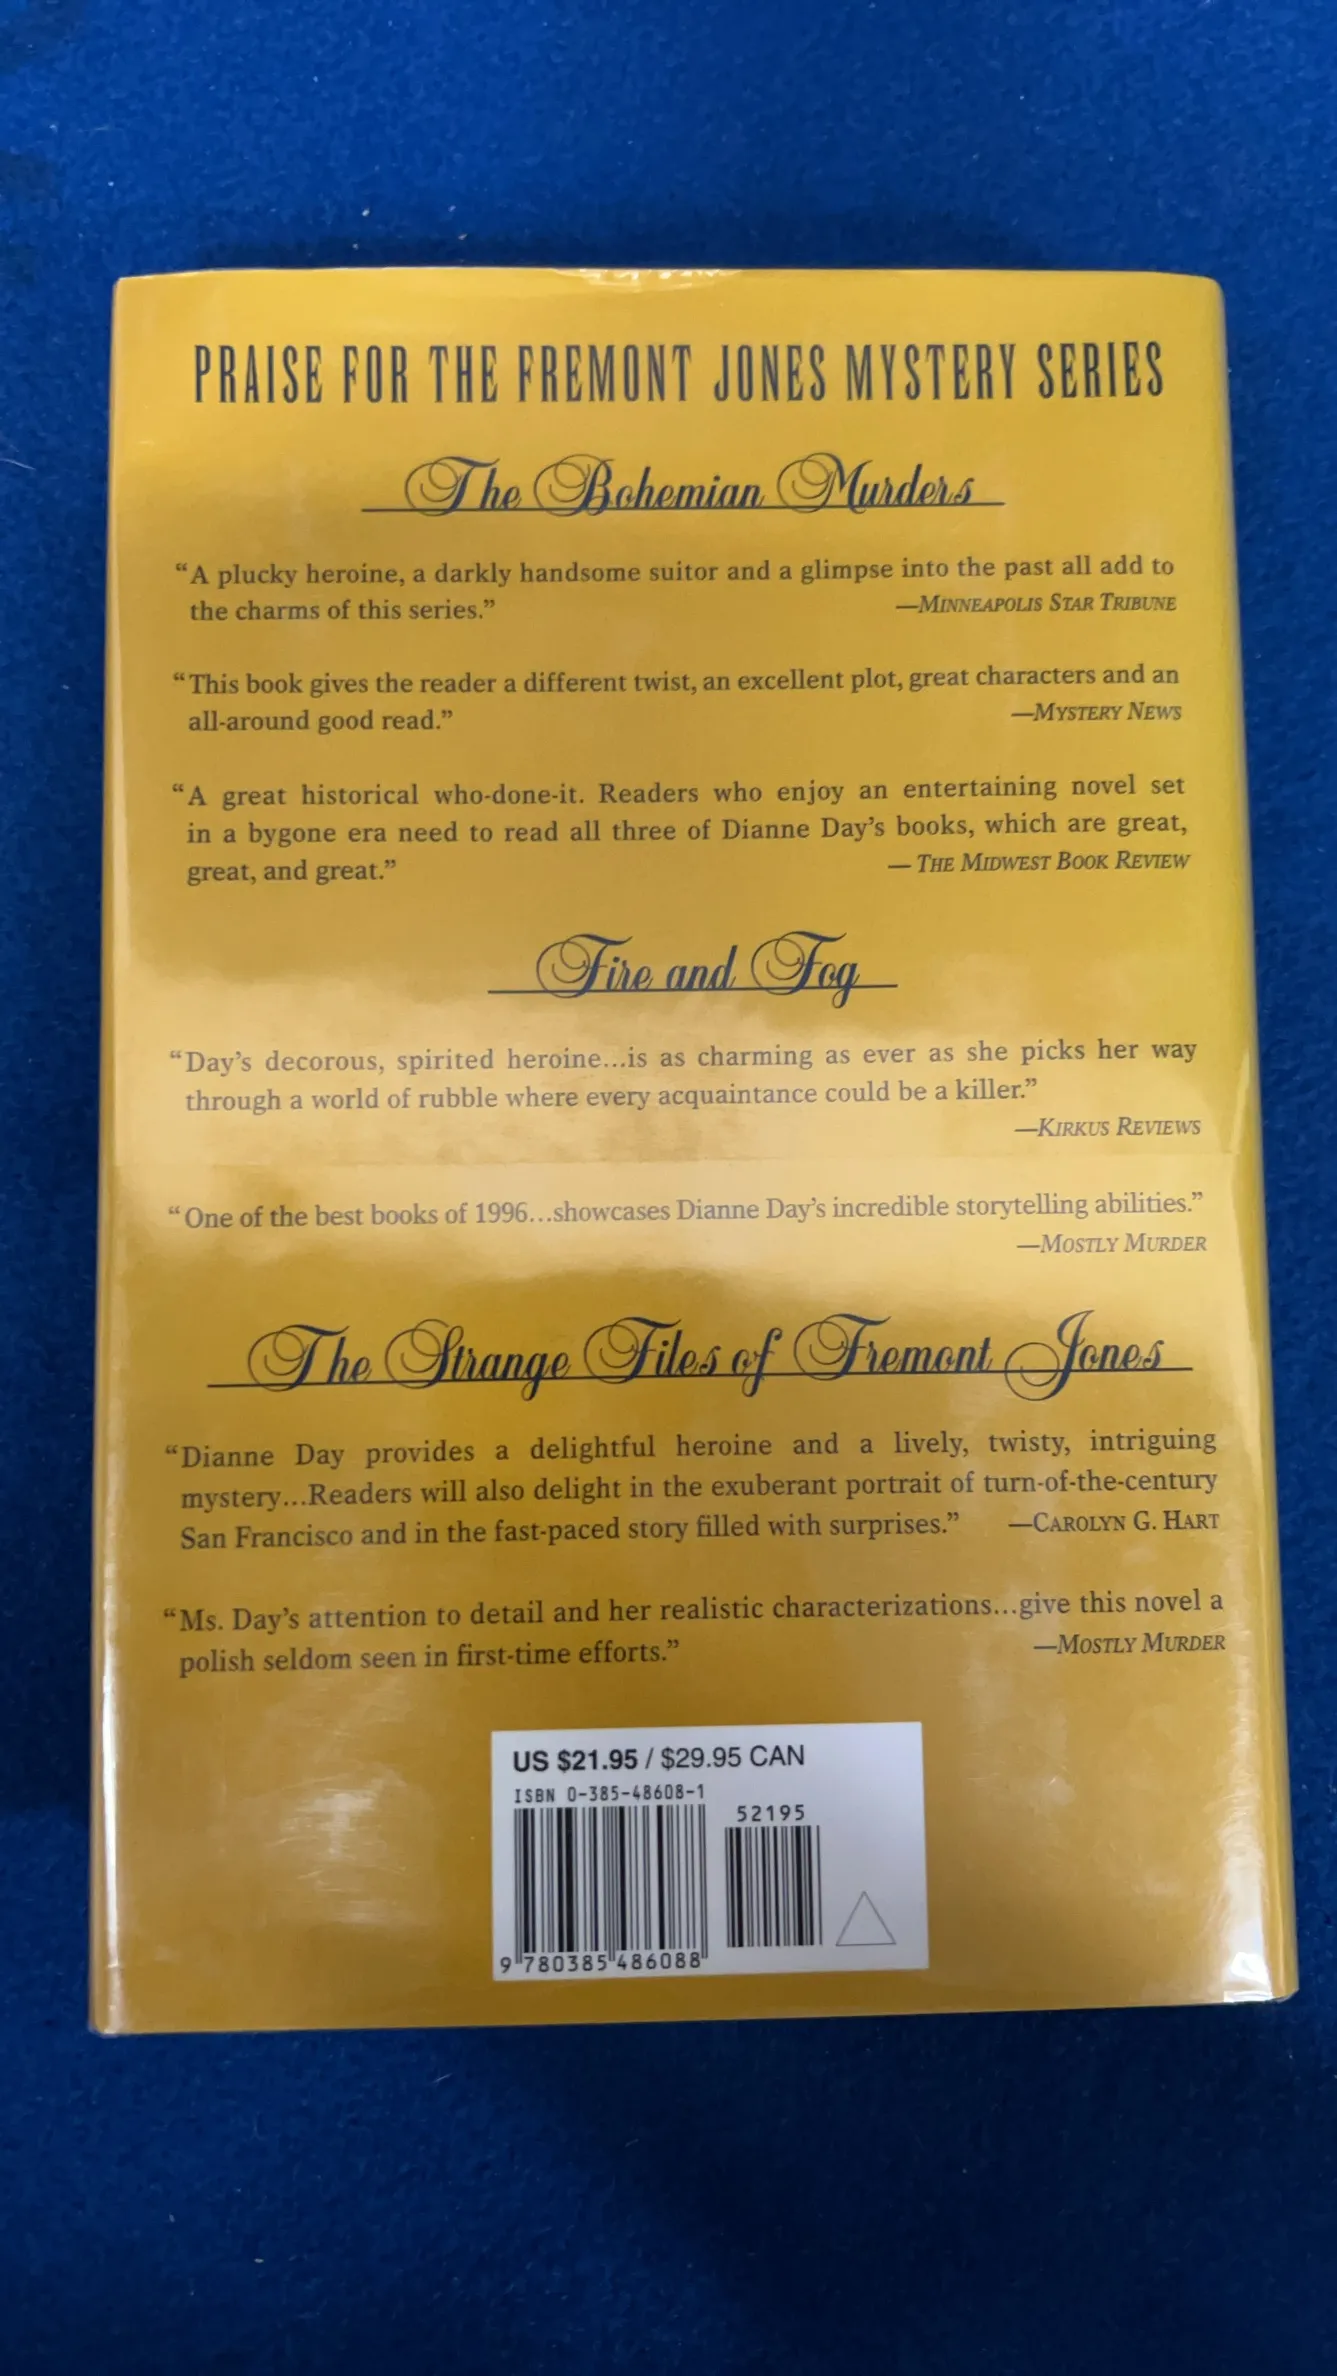 PRAISE FOR THE FREMONT JONES MYSTERY SERIES
The Bohemian Murders
“A plucky heroine, a darkly handsome suitor and a glimpse into the past all add to
the charms of this series.” —MINNEAPOLIS STAR TRIBUNE
“This book gives the reader a different twist, an excellent plot, great characters and an
all-around good read.” —MYSTERY NEWS
“A great historical who-done-it. Readers who enjoy an entertaining novel set
in a bygone era need to read all three of Dianne Day’s books, which are great,
great, and great.” — THE MIDWEST BOOK REVIEW
Fire and Fog
“Day’s decorous, spirited heroine...is as charming as ever as she picks her way
through a world of rubble where every acquaintance could be a killer.”
—KIRKUS REVIEWS
“One of the best books of 1996...showcases Dianne Day’s incredible storytelling abilities.”
—MOSTLY MURDER
The Strange Files of Fremont Jones
“Dianne Day provides a delightful heroine and a lively, twisty, intriguing
mystery...Readers will also delight in the exuberant portrait of turn-of-the-century
San Francisco and in the fast-paced story filled with surprises.” —CAROLYN G. HART
“Ms. Day’s attention to detail and her realistic characterizations...give this novel a
polish seldom seen in first-time efforts.” —MOSTLY MURDER
US $21.95 / $29.95 CAN
ISBN 0-385-48608-1
52195
9 780385 486088